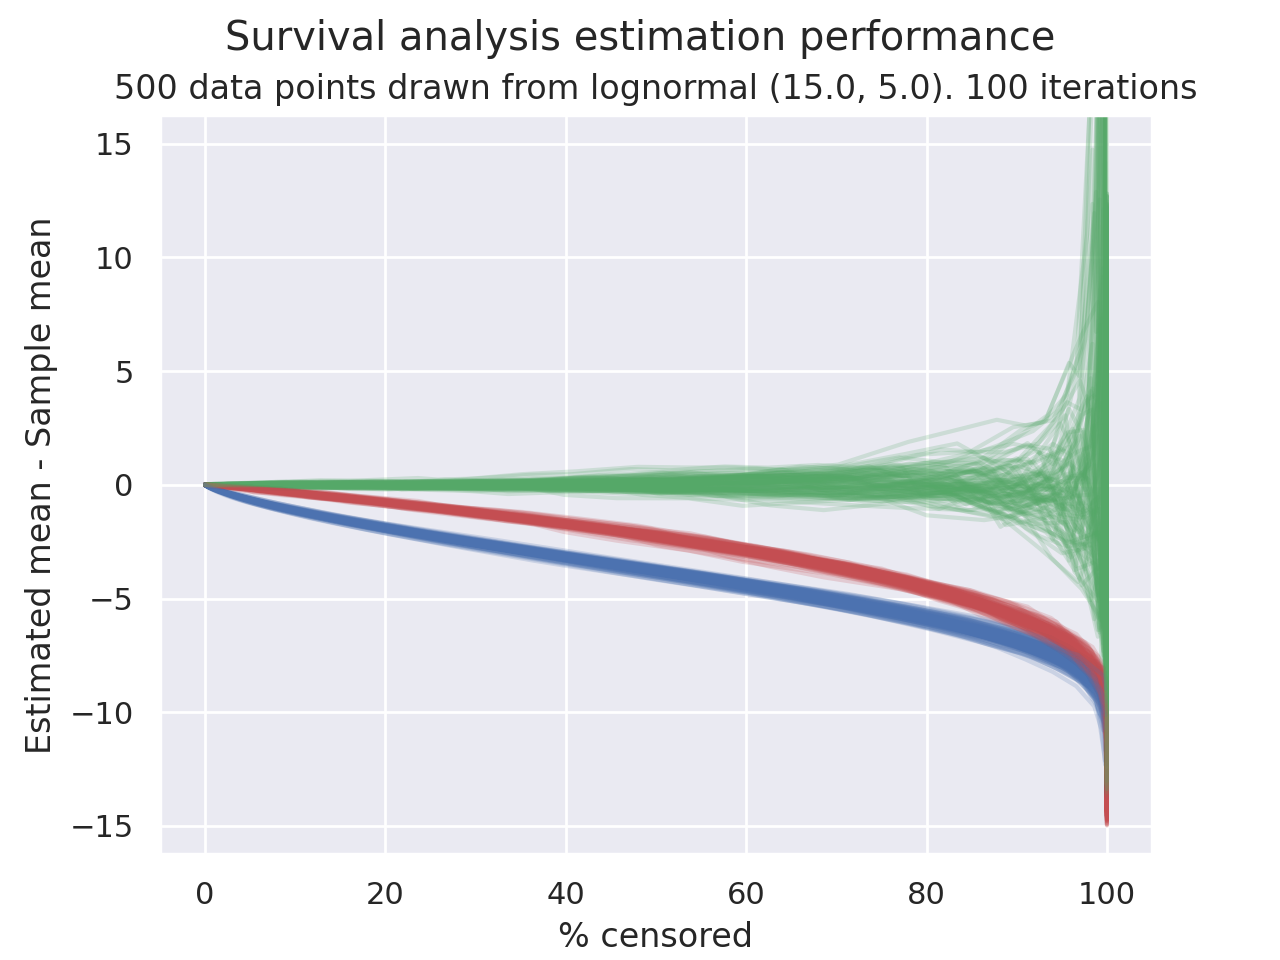 Survival analysis estimation performance
500 data points drawn from lognormal (15.0, 5.0). 100 iterations
15
10
5
0
−5
−10
−15
Estimated mean - Sample mean
0 20 40 60 80 100
% censored